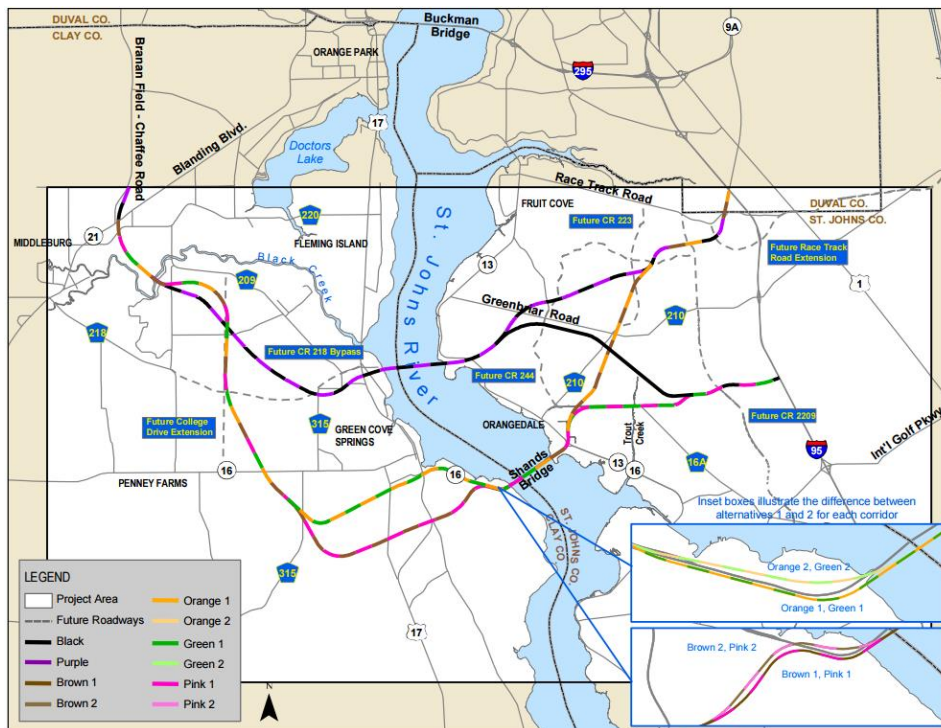 DUVAL CO.
CLAY CO.
Buckman
Bridge
9A
Branan Field - Chaffee Road
ORANGE PARK
295
Blanding Blvd.
17
Doctors
Lake
Race Track Road
220
FRUIT COVE
Future CR 223
DUVAL CO.
ST. JOHNS CO.
21
MIDDLEBURG
FLEMING ISLAND
St. Johns River
13
Future Race Track
Road Extension
Black Creek
209
1
Greenbriar Road
210
218
Future CR 218 Bypass
Future CR 244
210
Future College
Drive Extension
315
GREEN COVE
SPRINGS
ORANGEDALE
Trout
Creek
Future CR 2209
Int'l Golf Pkwy
95
16
16
Shands
Bridge
13
16
16A
PENNEY FARMS
Inset boxes illustrate the difference between
alternatives 1 and 2 for each corridor
ST. JOHNS CO.
CLAY CO.
Orange 2, Green 2
Orange 1, Green 1
315
17
Brown 2, Pink 2
Brown 1, Pink 1
LEGEND
Project Area
Future Roadways
Black
Purple
Brown 1
Brown 2
Orange 1
Orange 2
Green 1
Green 2
Pink 1
Pink 2
N